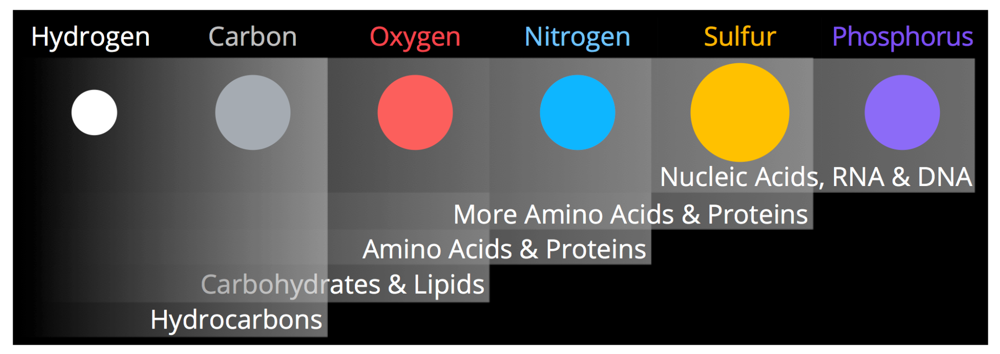 Hydrogen Carbon Oxygen Nitrogen Sulfur Phosphorus
Nucleic Acids, RNA & DNA
More Amino Acids & Proteins
Amino Acids & Proteins
Carbohydrates & Lipids
Hydrocarbons